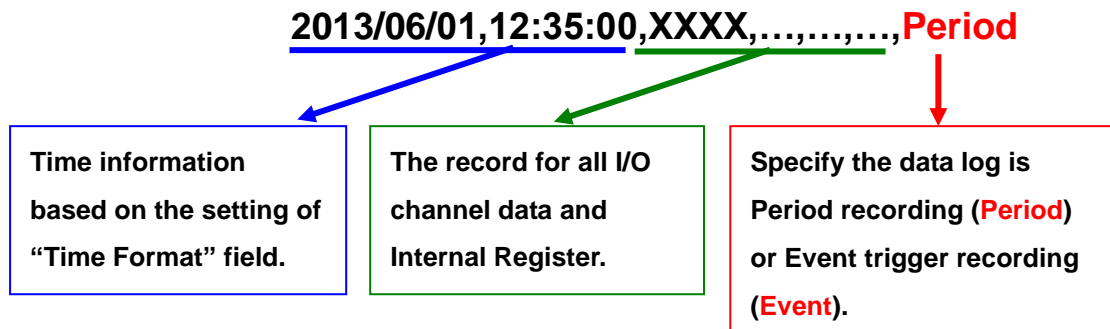 2013/06/01,12:35:00,XXXX,…,…,…,Period
Time information
based on the setting of
“Time Format” field.
The record for all I/O
channel data and
Internal Register.
Specify the data log is
Period recording (Period)
or Event trigger recording
(Event).